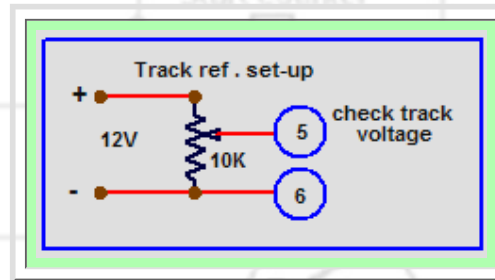 Track ref . set-up
+
12V
-
10K
5
6
check track
voltage